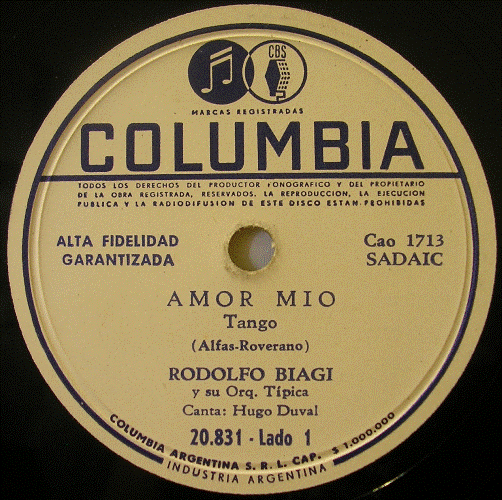 CBS
MARCAS REGISTRADAS
COLUMBIA
TODOS LOS DERECHOS DEL PRODUCTOR FONOGRAFICO Y DEL PROPIETARIO
DE LA OBRA REGISTRADA, RESERVADOS. LA REPRODUCCION, LA EJECUCION
PUBLICA Y LA RADIODIFUSION DE ESTE DISCO ESTAN PROHIBIDAS
ALTA FIDELIDAD
GARANTIZADA
Cao 1713
SADAIC
AMOR MIO
Tango
(Alfas-Roverano)
RODOLFO BIAGI
y su Orq. Típica
Canta: Hugo Duval
20.831 - Lado 1
COLUMBIA ARGENTINA S. R. L. CAP. $ 1.000.000
INDUSTRIA ARGENTINA